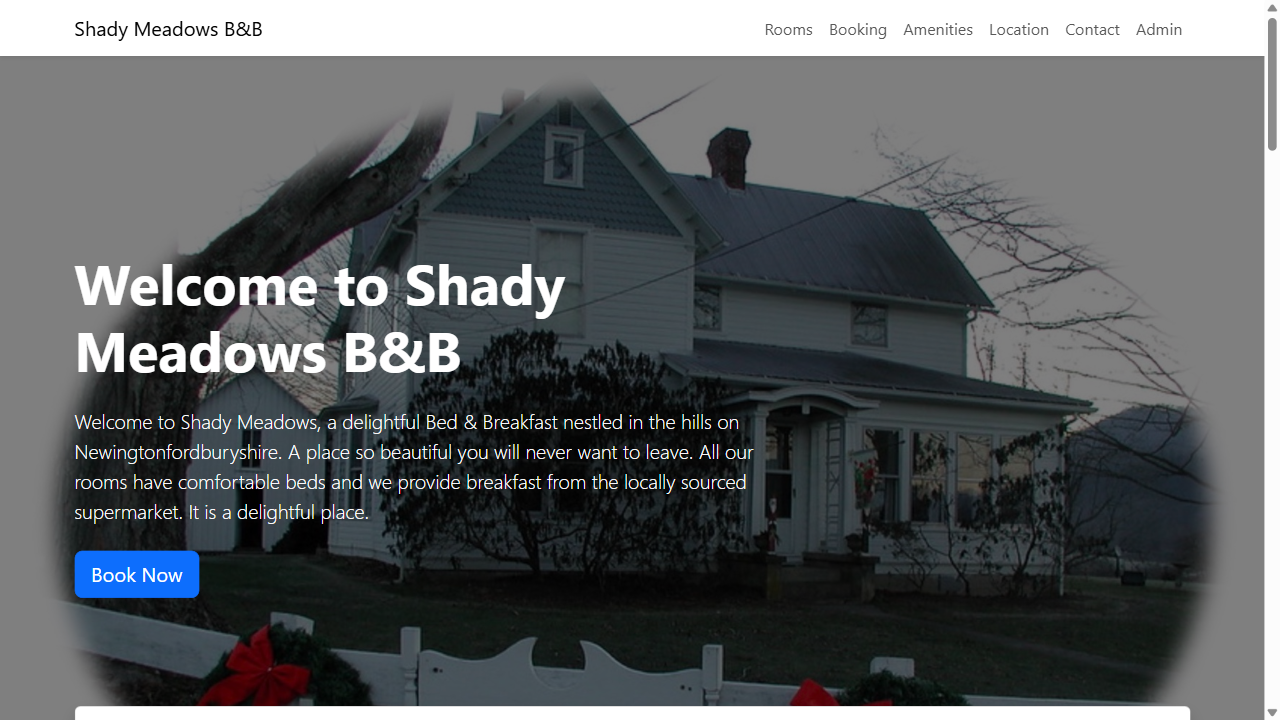 Shady Meadows B&B
Rooms Booking Amenities Location Contact Admin
Welcome to Shady
Meadows B&B
Welcome to Shady Meadows, a delightful Bed & Breakfast nestled in the hills on
Newingtonfordburyshire. A place so beautiful you will never want to leave. All our
rooms have comfortable beds and we provide breakfast from the locally sourced
supermarket. It is a delightful place.
Book Now